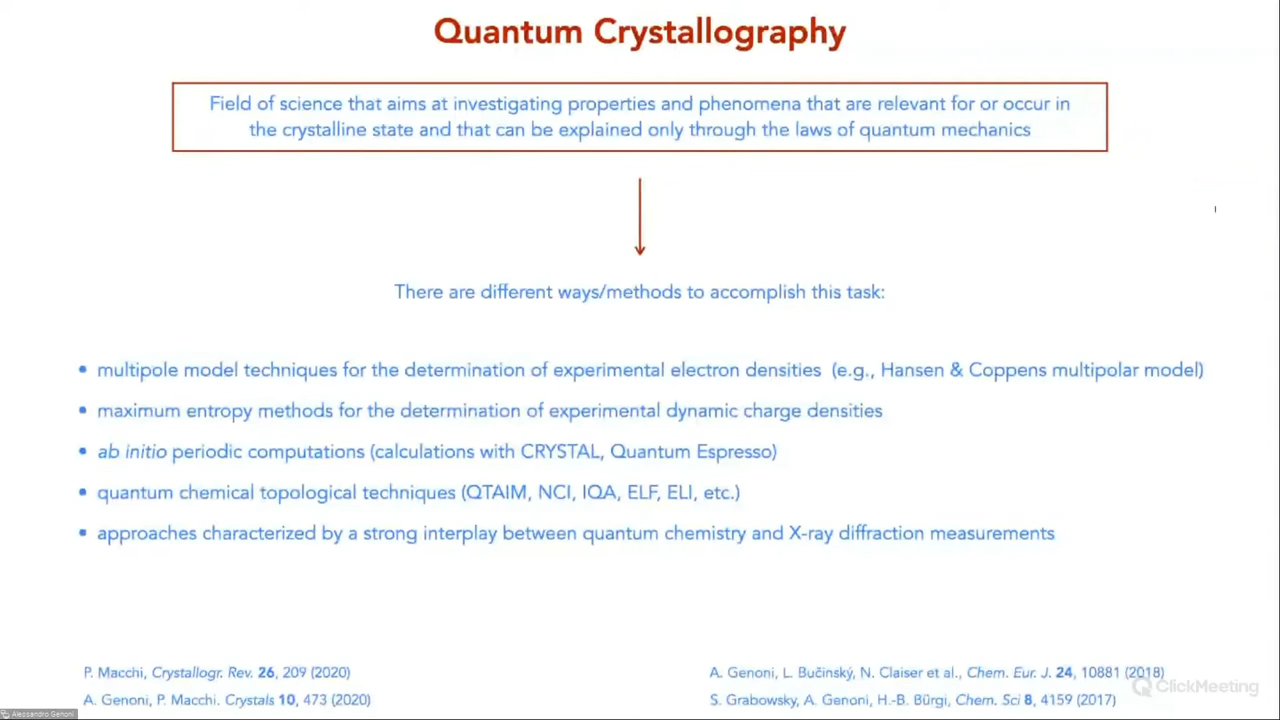 Quantum Crystallography
Field of science that aims at investigating properties and phenomena that are relevant for or occur in
the crystalline state and that can be explained only through the laws of quantum mechanics
There are different ways/methods to accomplish this task:
• multipole model techniques for the determination of experimental electron densities (e.g., Hansen & Coppens multipolar model)
• maximum entropy methods for the determination of experimental dynamic charge densities
• ab initio periodic computations (calculations with CRYSTAL, Quantum Espresso)
• quantum chemical topological techniques (QTAIM, NCI, IQA, ELF, ELI, etc.)
• approaches characterized by a strong interplay between quantum chemistry and X-ray diffraction measurements
P. Macchi, Crystallogr. Rev. 26, 209 (2020)
A. Genoni, P. Macchi. Crystals 10, 473 (2020)
A. Genoni, L. Bučinský, N. Claiser et al., Chem. Eur. J. 24, 10881 (2018)
S. Grabowsky, A. Genoni, H.-B. Bürgi, Chem. Sci 8, 4159 (2017)
ClickMeeting
Alessandro Genoni